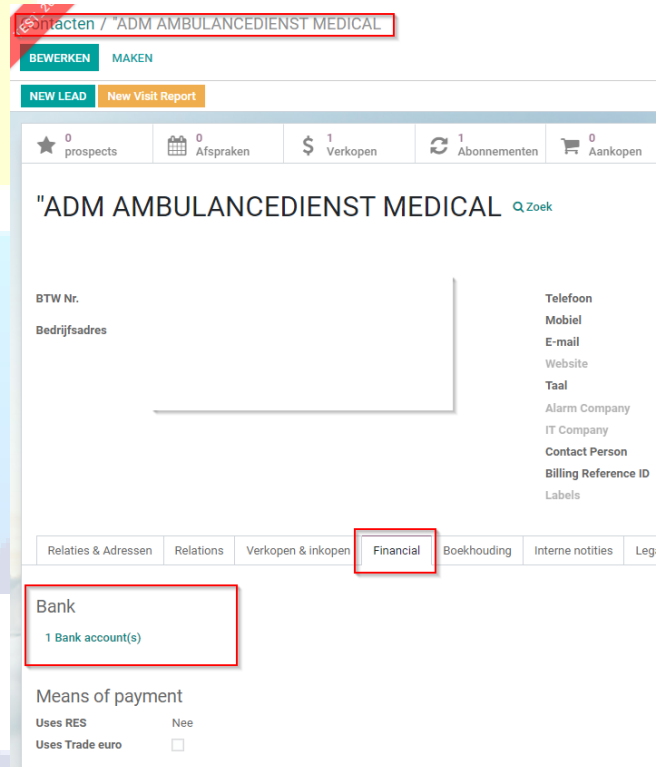 TEST
Contacten / "ADM AMBULANCEDIENST MEDICAL
BEWERKEN MAKEN
NEW LEAD New Visit Report
0 prospects
0 Afspraken
$ 1 Verkopen
1 Abonnementen
0 Aankopen
"ADM AMBULANCEDIENST MEDICAL Zoek
BTW Nr.
Bedrijfsadres
Telefoon
Mobiel
E-mail
Website
Taal
Alarm Company
IT Company
Contact Person
Billing Reference ID
Labels
Relaties & Adressen Relations Verkopen & inkopen Financial Boekhouding Interne notities Lega
Bank
1 Bank account(s)
Means of payment
Uses RES Nee
Uses Trade euro